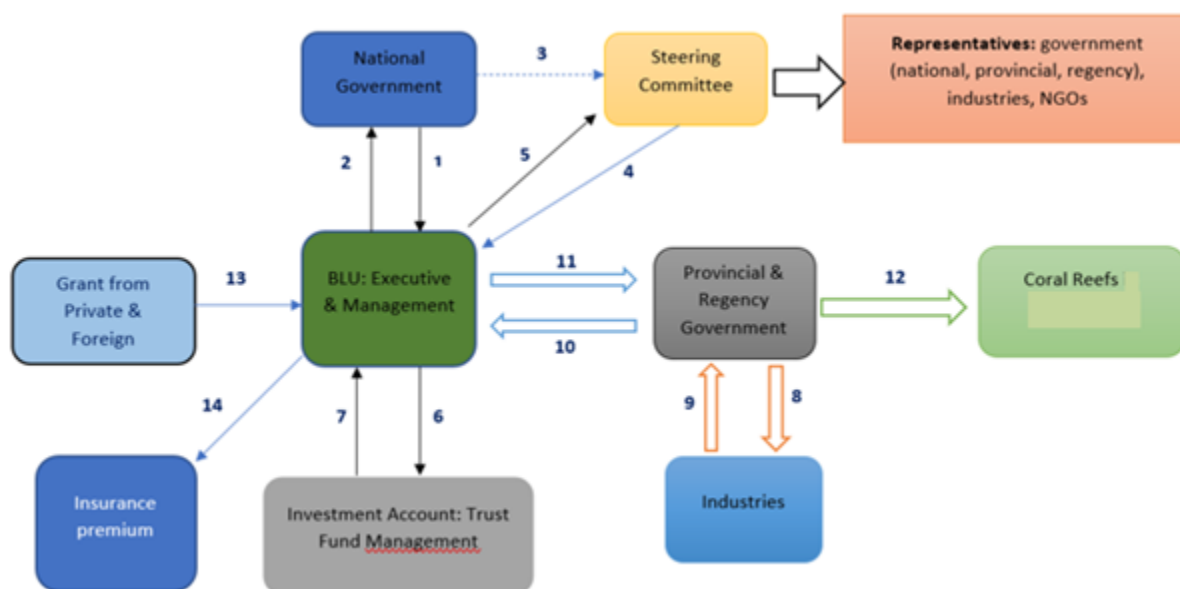 National
Government
3
Steering
Committee
Representatives: government
(national, provincial, regency),
industries, NGOs
2
1
5
4
Grant from
Private &
Foreign
13
BLU: Executive
& Management
11
10
Provincial &
Regency
Government
12
Coral Reefs
14
7
6
9
8
Insurance
premium
Investment Account: Trust
Fund Management
Industries